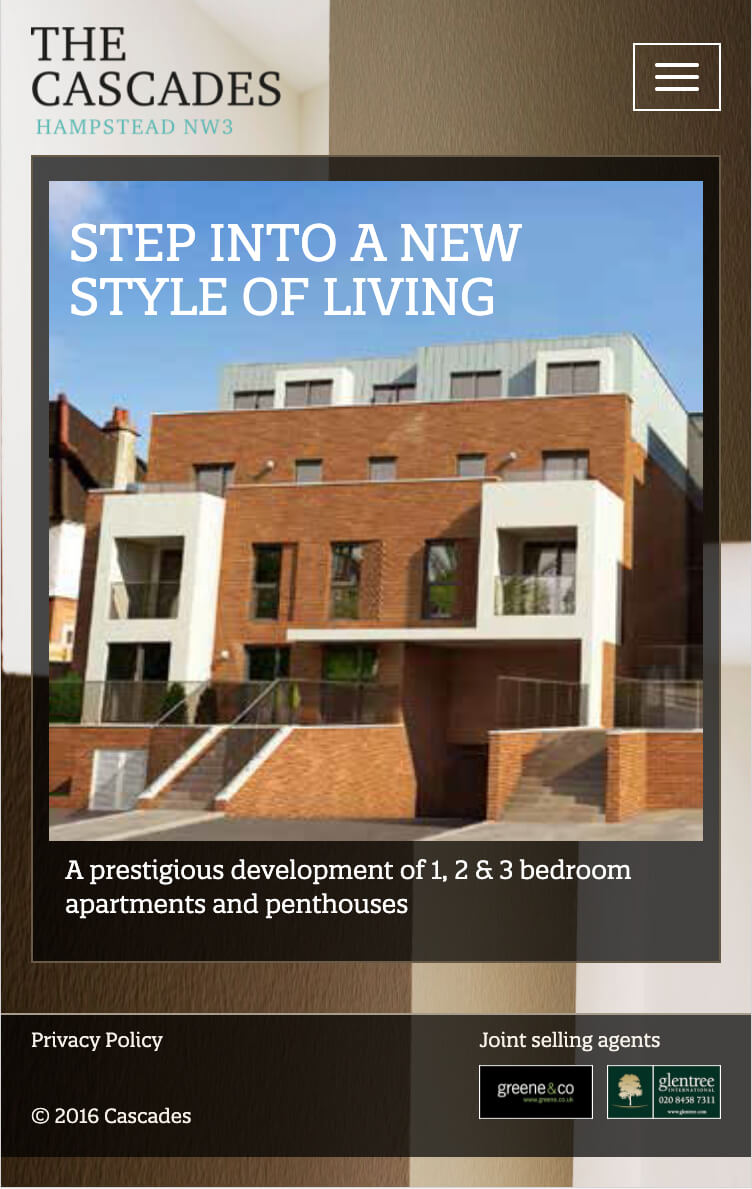 THE
CASCADES
HAMPSTEAD NW3
STEP INTO A NEW
STYLE OF LIVING
A prestigious development of 1, 2 & 3 bedroom
apartments and penthouses
Privacy Policy
© 2016 Cascades
Joint selling agents
greene&co
www.greene.co.uk
glentree
INTERNATIONAL
020 8458 7311
www.glentree.com